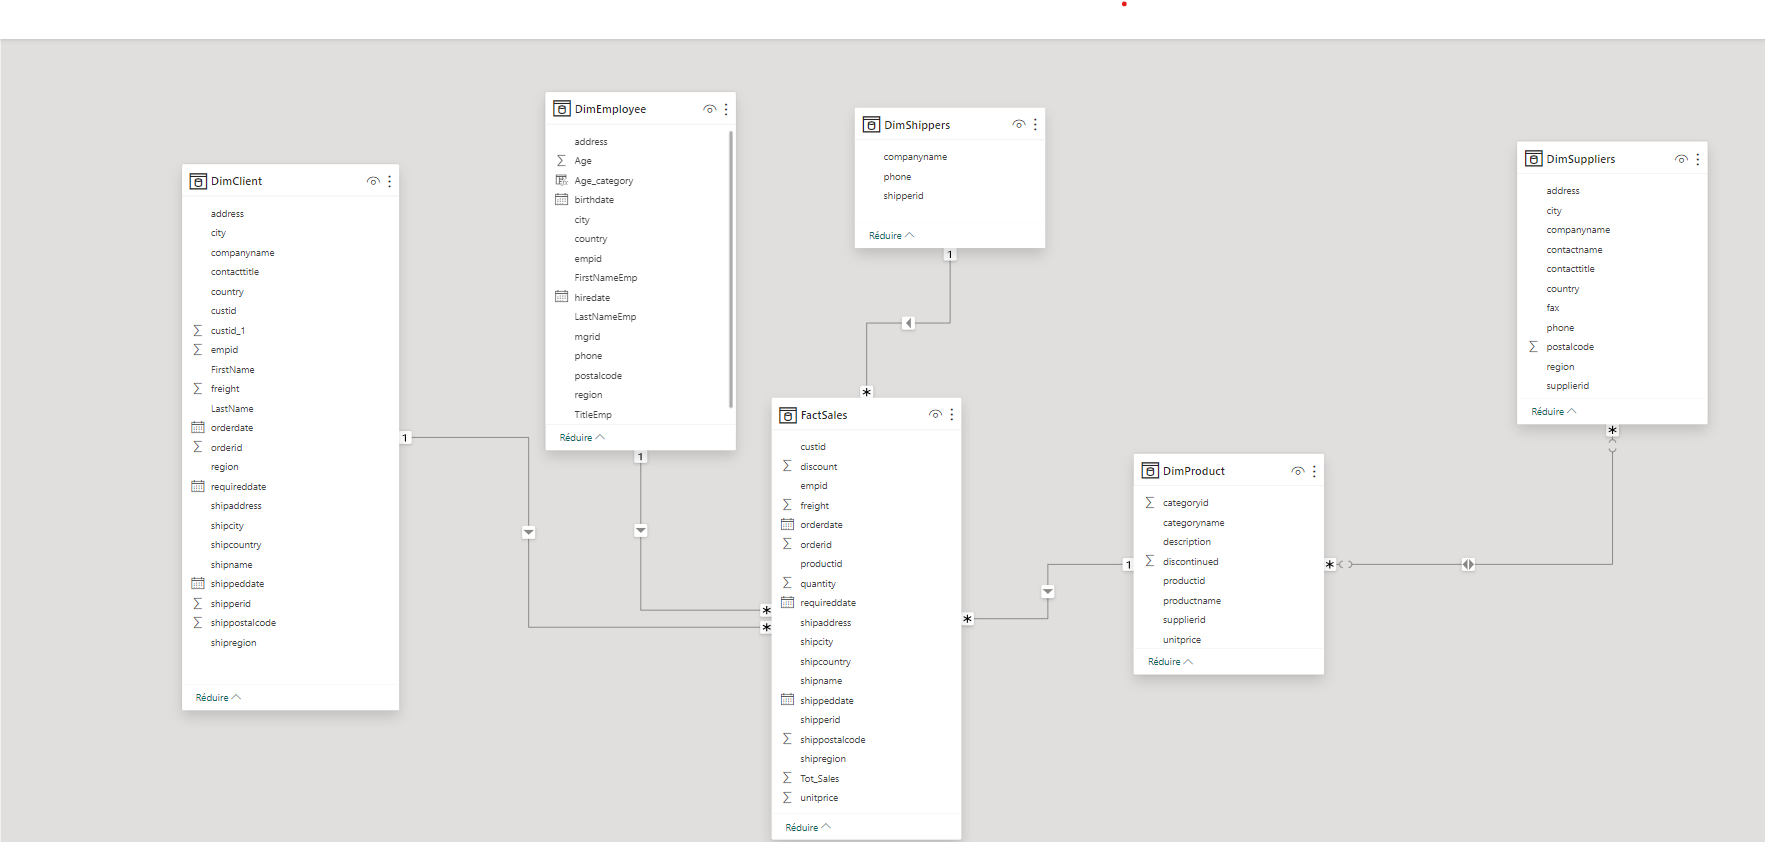 DimClient
address
city
companyname
contacttitle
country
custid
custid_1
empid
FirstName
freight
LastName
orderdate
orderid
region
requireddate
shipaddress
shipcity
shipcountry
shipname
shippeddate
shipperid
shippostalcode
shipregion
Réduire
1
DimEmployee
address
Age
Age_category
birthdate
city
country
empid
FirstNameEmp
hiredate
LastNameEmp
mgrid
phone
postalcode
region
TitleEmp
Réduire
1
DimShippers
companyname
phone
shipperid
Réduire
1
*
FactSales
custid
discount
empid
freight
orderdate
orderid
productid
quantity
requireddate
shipaddress
shipcity
shipcountry
shipname
shippeddate
shipperid
shippostalcode
shipregion
Tot_Sales
unitprice
Réduire
*
*
*
1
DimProduct
categoryid
categoryname
description
discontinued
productid
productname
supplierid
unitprice
Réduire
*
DimSuppliers
address
city
companyname
contactname
contacttitle
country
fax
phone
postalcode
region
supplierid
Réduire
*